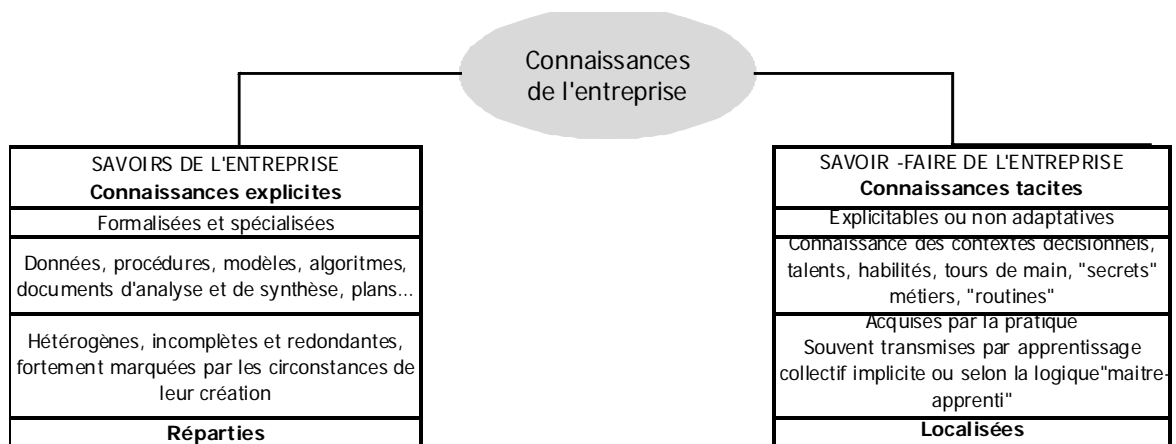 Connaissances
de l'entreprise
SAVOIRS DE L'ENTREPRISE
Connaissances explicites
Formalisées et spécialisées
Données, procédures, modèles, algoritmes,
documents d'analyse et de synthèse, plans...
Hétérogènes, incomplètes et redondantes,
fortement marquées par les circonstances de
leur création
Réparties
SAVOIR -FAIRE DE L'ENTREPRISE
Connaissances tacites
Explicitables ou non adaptatives
Connaissance des contextes décisionnels,
talents, habilités, tours de main, "secrets"
métiers, "routines"
Acquises par la pratique
Souvent transmises par apprentissage
collectif implicite ou selon la logique"maitre-
apprenti"
Localisées